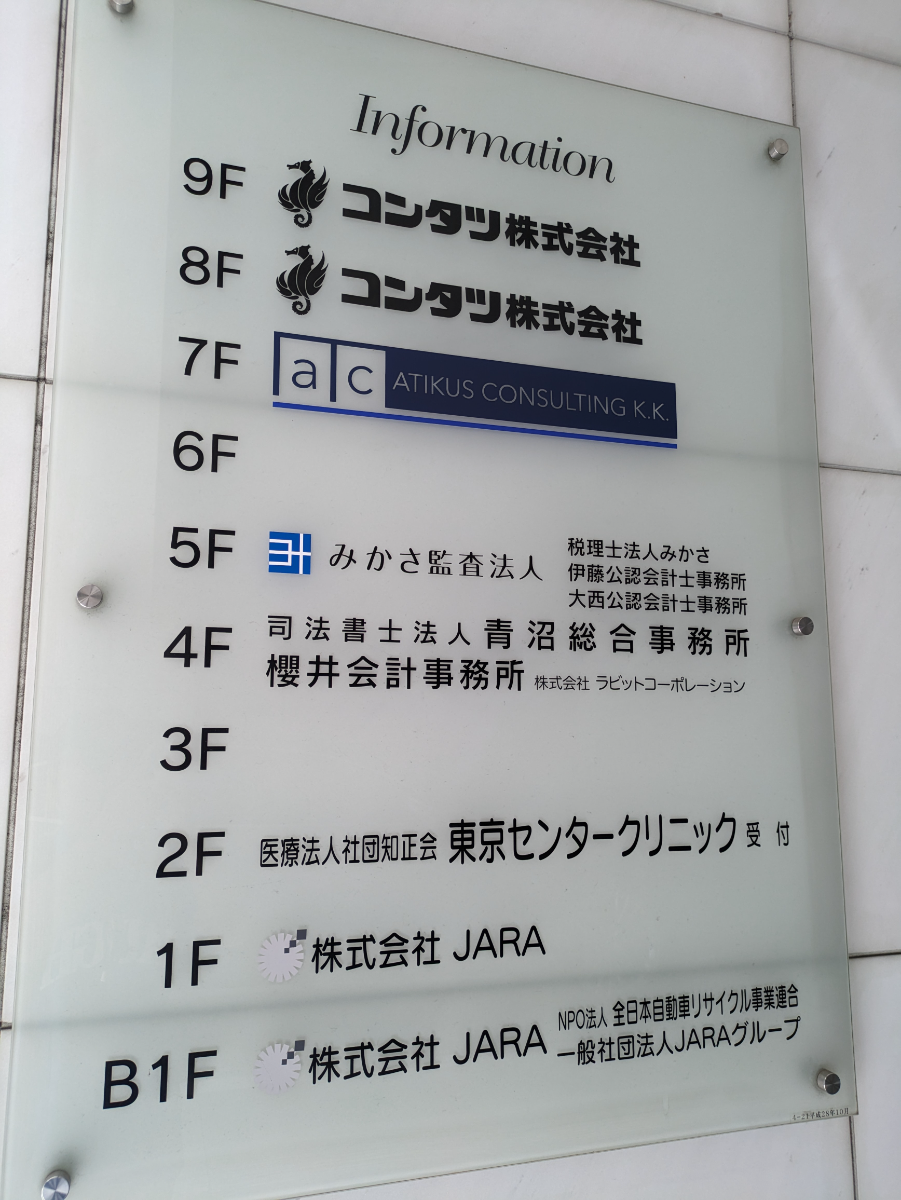 Information
9F コンタツ株式会社
8F コンタツ株式会社
7F ac ATIKUS CONSULTING K.K.
6F
5F みかさ監査法人 税理士法人みかさ
伊藤公認会計士事務所
大西公認会計士事務所
4F 司法書士法人 青沼総合事務所
櫻井会計事務所 株式会社 ラビットコーポレーション
3F
2F 医療法人社団知正会 東京センタークリニック 受付
1F 株式会社 JARA
B1F 株式会社 JARA NPO法人 全日本自動車リサイクル事業連合
一般社団法人JARAグループ
平成28年10月